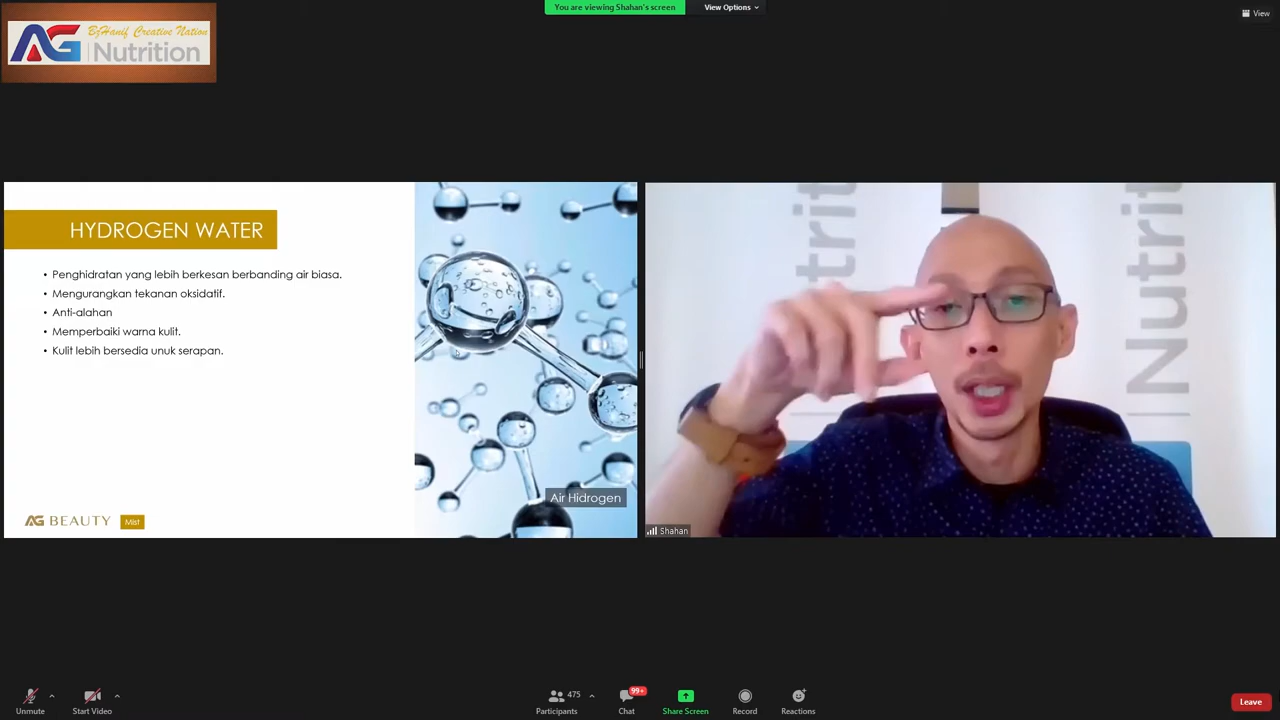 You are viewing Shahan's screen
View Options
View
BzHanif Creative Nation
AG Nutrition
HYDROGEN WATER
• Penghidratan yang lebih berkesan berbanding air biasa.
• Mengurangkan tekanan oksidatif.
• Anti-alahan
• Memperbaiki warna kulit.
• Kulit lebih bersedia unuk serapan.
Air Hidrogen
AG BEAUTY Mist
Nutrit
Nutrit
Shahan
475
99+
Unmute
Start Video
Participants
Chat
Share Screen
Record
Reactions
Leave